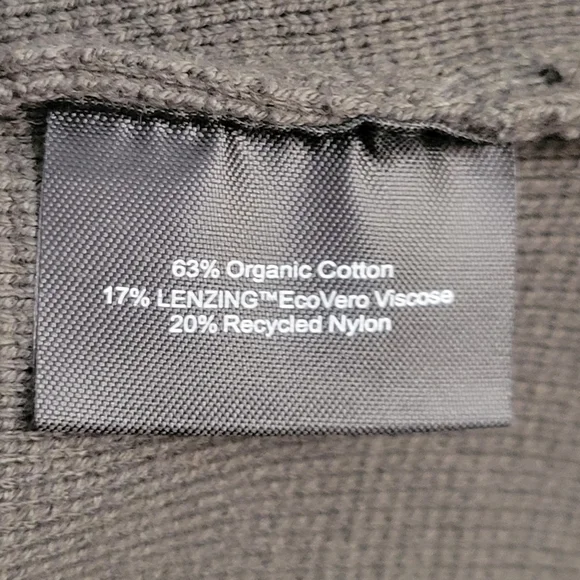 63% Organic Cotton
17% LENZING™EcoVero Viscose
20% Recycled Nylon